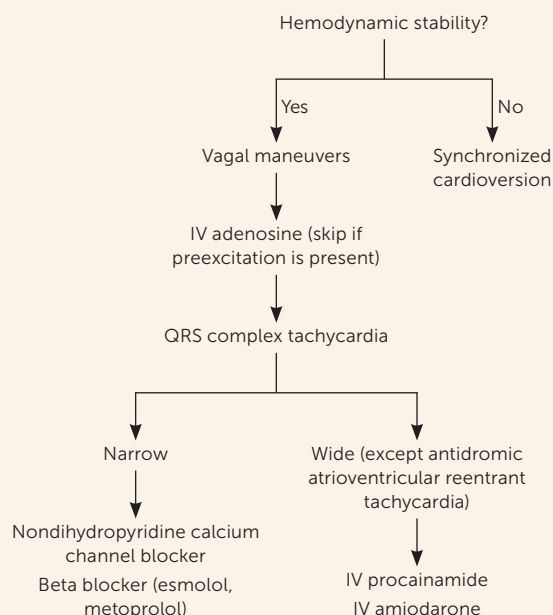 Hemodynamic stability?
Yes
No
Vagal maneuvers
Synchronized
cardioversion
IV adenosine (skip if
preexcitation is present)
QRS complex tachycardia
Narrow
Wide (except antidromic
atrioventricular reentrant
tachycardia)
Nondihydropyridine calcium
channel blocker
Beta blocker (esmolol,
metoprolol)
IV procainamide
IV amiodarone